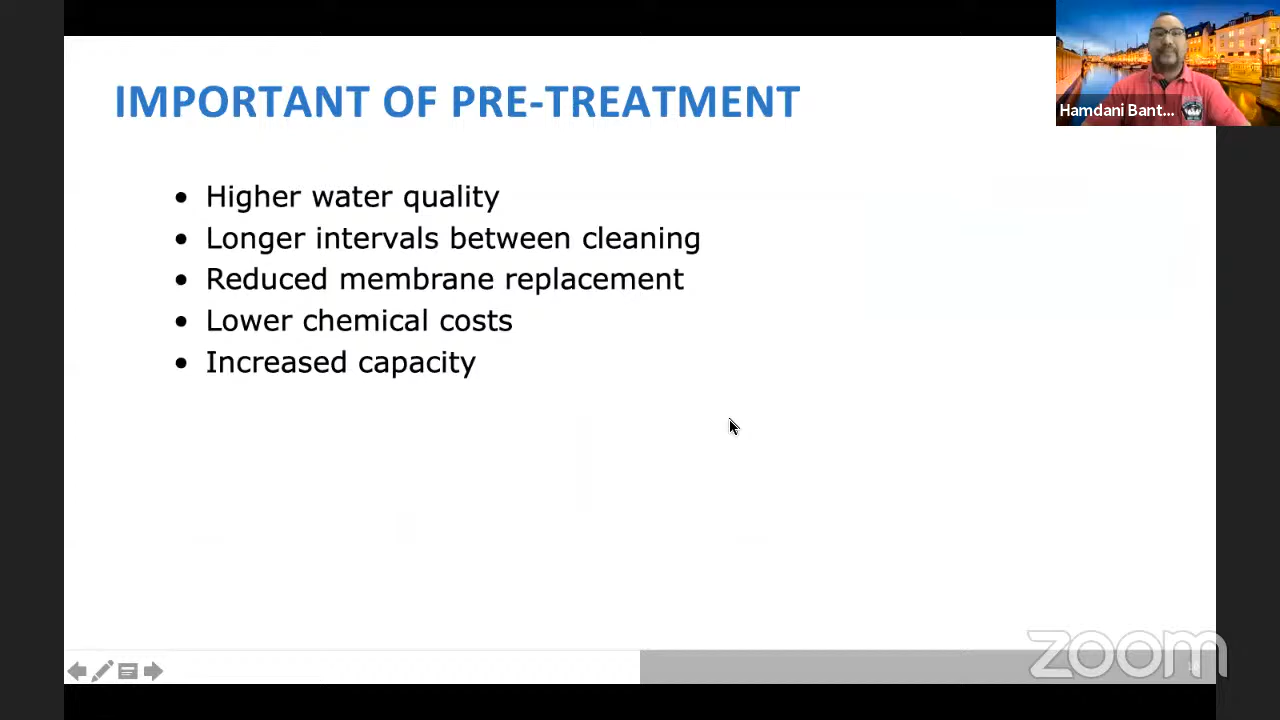 IMPORTANT OF PRE-TREATMENT
Hamdani Bant...
• Higher water quality
• Longer intervals between cleaning
• Reduced membrane replacement
• Lower chemical costs
• Increased capacity
zoom